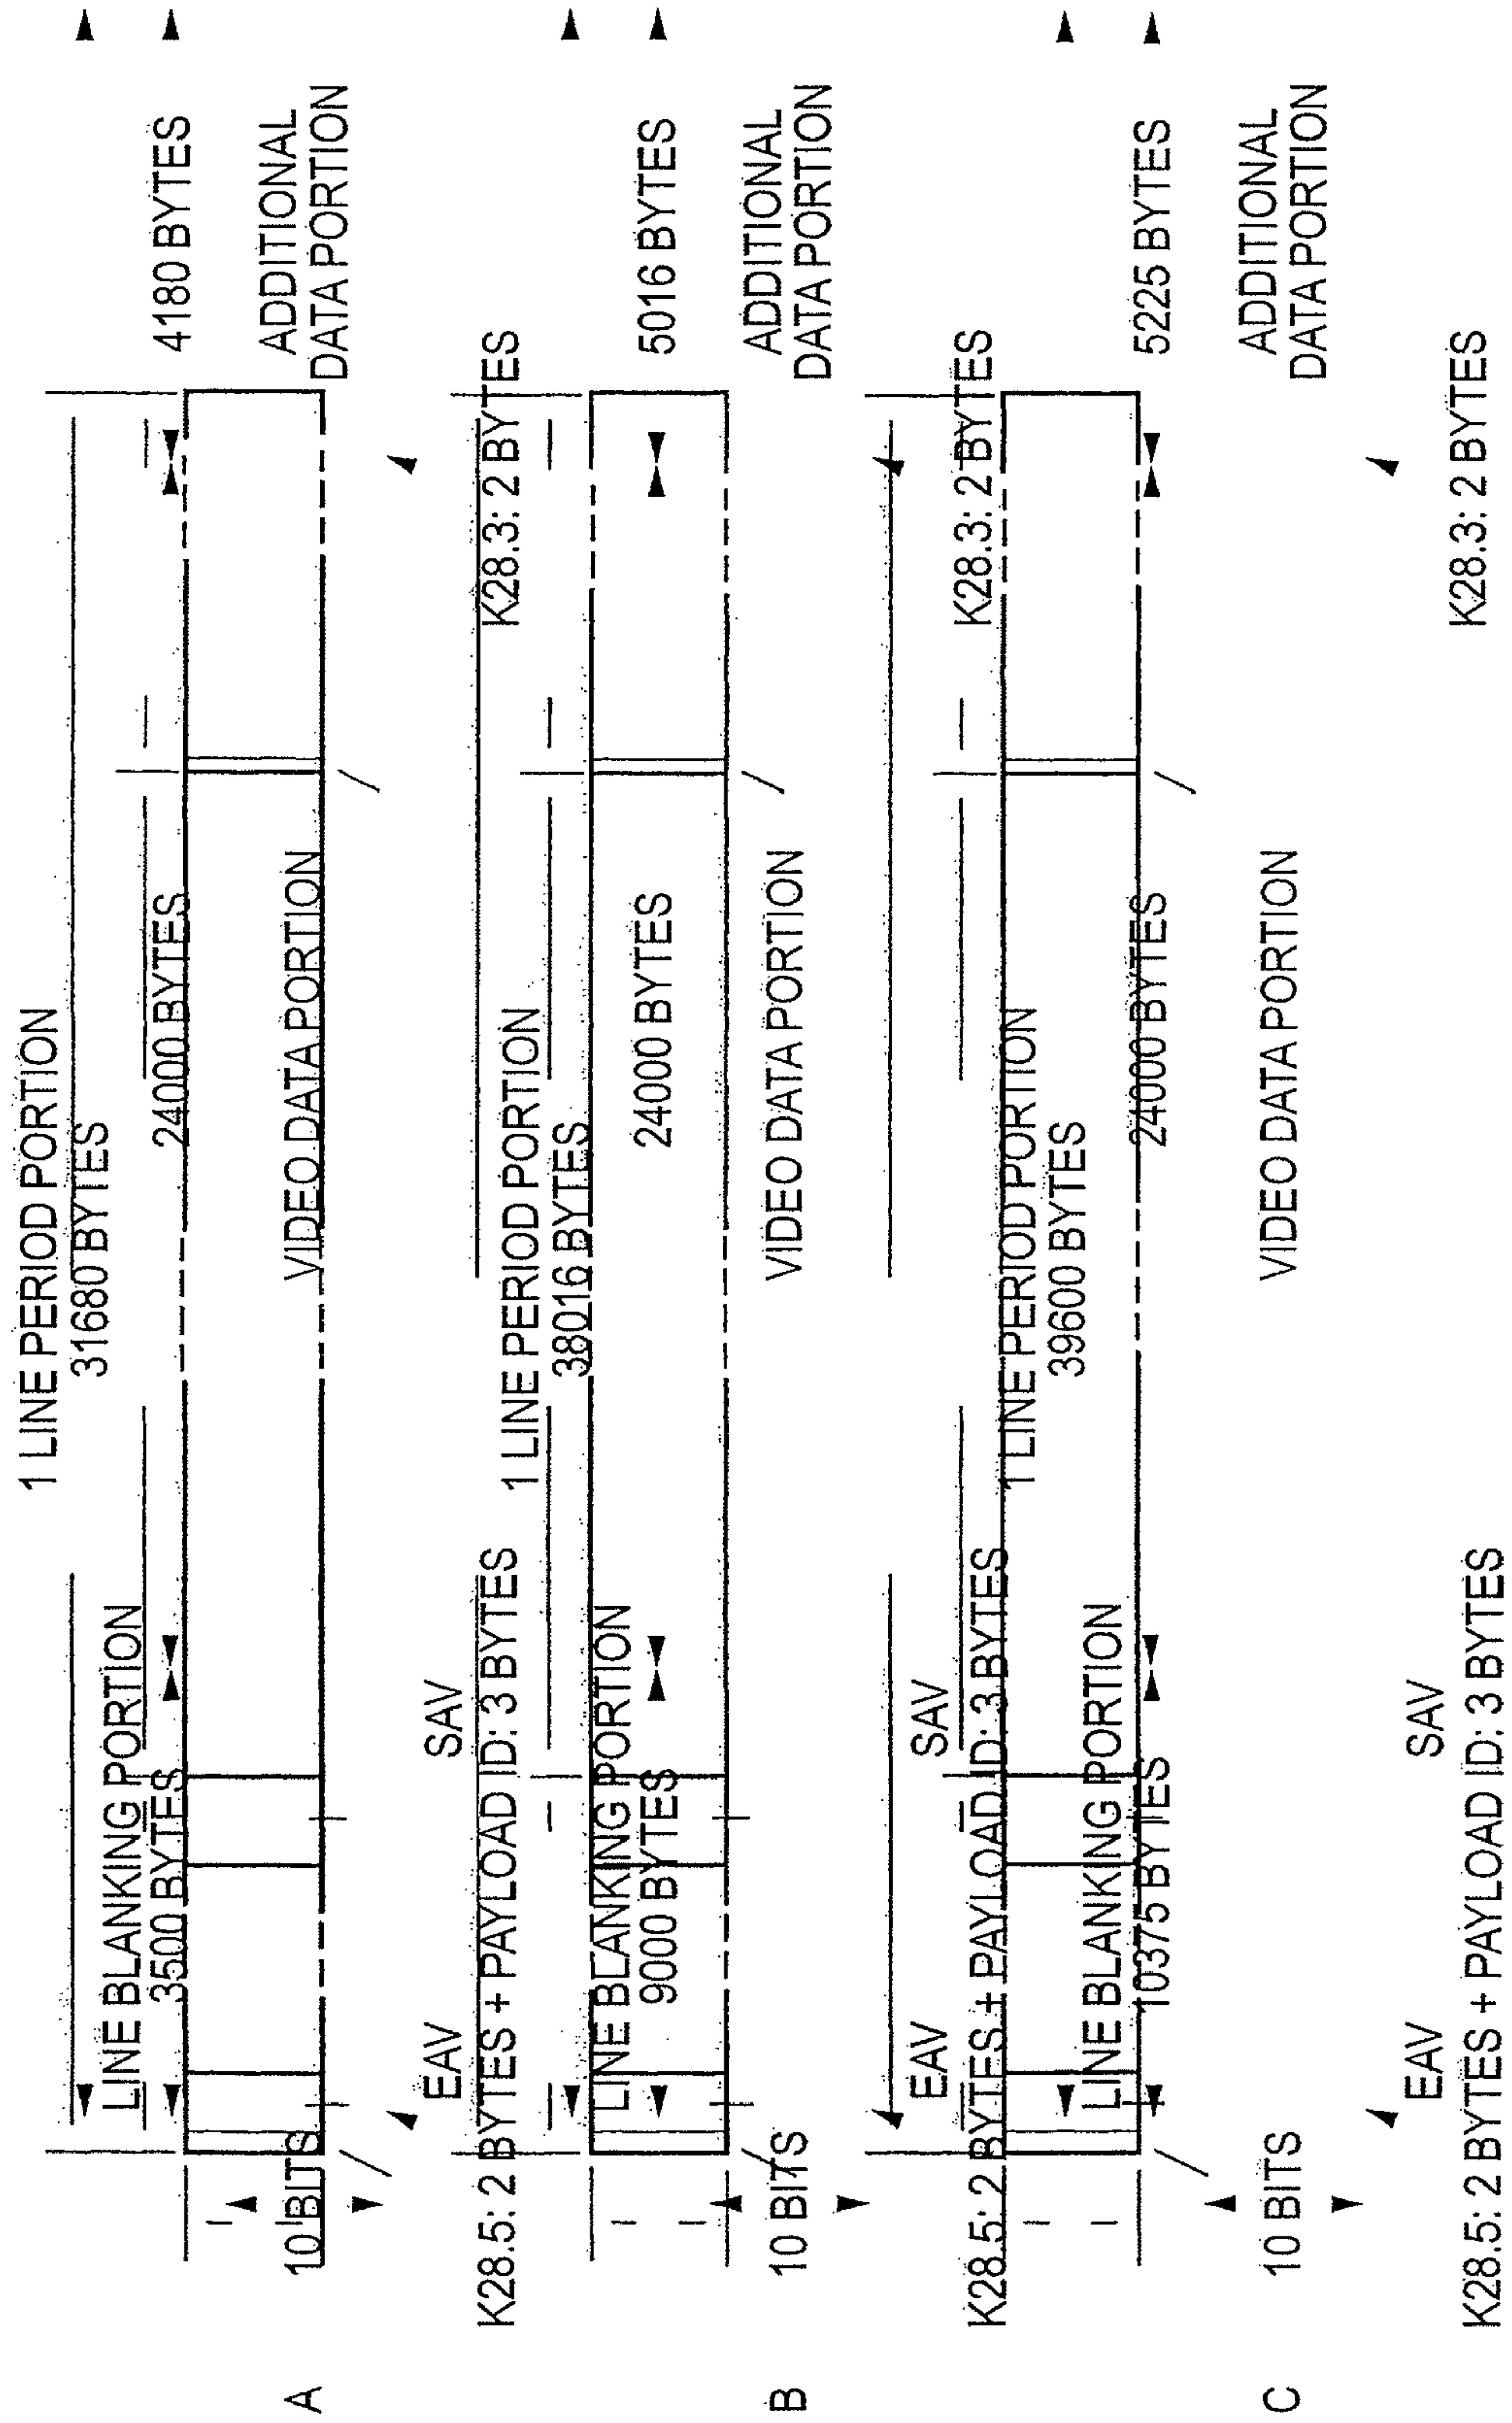 A
1 LINE PERIOD PORTION
31680 BYTES
LINE BLANKING PORTION
3500 BYTES
24000 BYTES
4180 BYTES
10 BITS
VIDEO DATA PORTION
ADDITIONAL
DATA PORTION
EAV
SAV
K28.5: 2 BYTES + PAYLOAD ID: 3 BYTES
K28.3: 2 BYTES
B
1 LINE PERIOD PORTION
38016 BYTES
LINE BLANKING PORTION
9000 BYTES
24000 BYTES
5016 BYTES
10 BITS
VIDEO DATA PORTION
ADDITIONAL
DATA PORTION
EAV
SAV
K28.5: 2 BYTES + PAYLOAD ID: 3 BYTES
K28.3: 2 BYTES
C
1 LINE PERIOD PORTION
39600 BYTES
LINE BLANKING PORTION
10375 BYTES
24000 BYTES
5225 BYTES
10 BITS
VIDEO DATA PORTION
ADDITIONAL
DATA PORTION
EAV
SAV
K28.5: 2 BYTES + PAYLOAD ID: 3 BYTES
K28.3: 2 BYTES